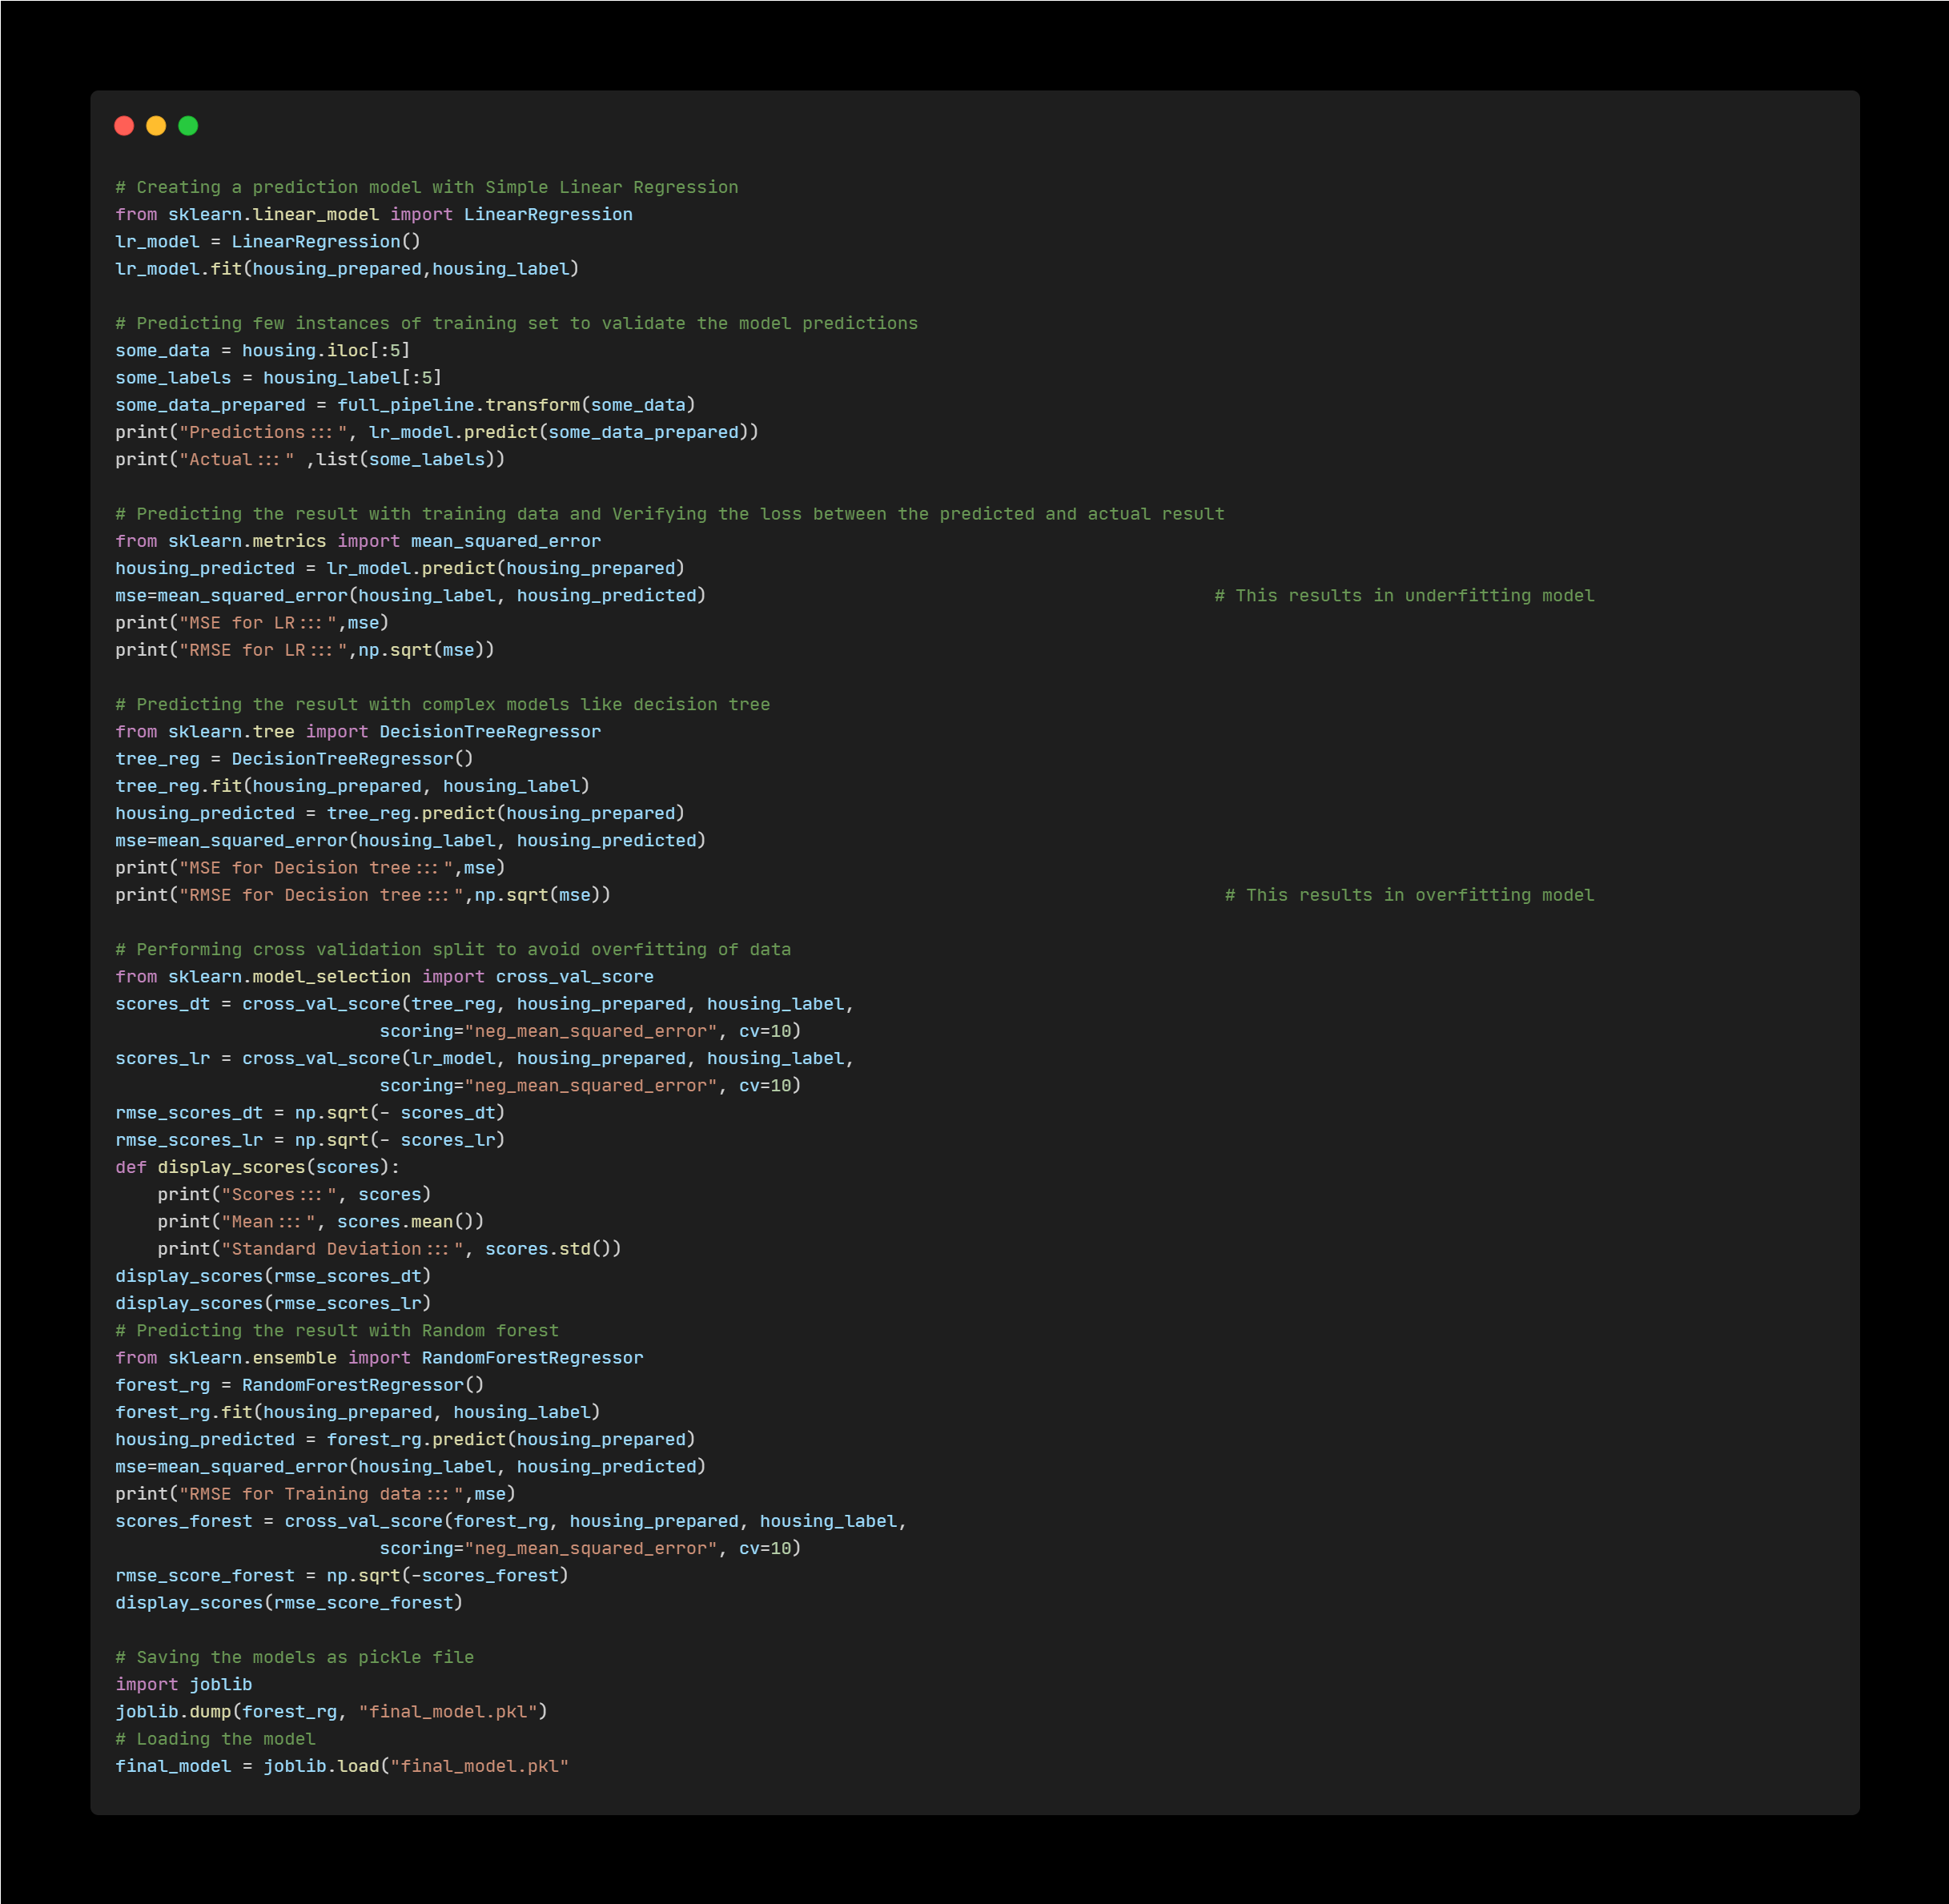 # Creating a prediction model with Simple Linear Regression
from sklearn.linear_model import LinearRegression
lr_model = LinearRegression()
lr_model.fit(housing_prepared,housing_label)

# Predicting few instances of training set to validate the model predictions
some_data = housing.iloc[:5]
some_labels = housing_label[:5]
some_data_prepared = full_pipeline.transform(some_data)
print("Predictions:::", lr_model.predict(some_data_prepared))
print("Actual:::" ,list(some_labels))

# Predicting the result with training data and Verifying the loss between the predicted and actual result
from sklearn.metrics import mean_squared_error
housing_predicted = lr_model.predict(housing_prepared)
mse=mean_squared_error(housing_label, housing_predicted) # This results in underfitting model
print("MSE for LR:::",mse)
print("RMSE for LR:::",np.sqrt(mse))

# Predicting the result with complex models like decision tree
from sklearn.tree import DecisionTreeRegressor
tree_reg = DecisionTreeRegressor()
tree_reg.fit(housing_prepared, housing_label)
housing_predicted = tree_reg.predict(housing_prepared)
mse=mean_squared_error(housing_label, housing_predicted)
print("MSE for Decision tree:::",mse)
print("RMSE for Decision tree:::",np.sqrt(mse)) # This results in overfitting model

# Performing cross validation split to avoid overfitting of data
from sklearn.model_selection import cross_val_score
scores_dt = cross_val_score(tree_reg, housing_prepared, housing_label,
                         scoring="neg_mean_squared_error", cv=10)
scores_lr = cross_val_score(lr_model, housing_prepared, housing_label,
                         scoring="neg_mean_squared_error", cv=10)
rmse_scores_dt = np.sqrt(- scores_dt)
rmse_scores_lr = np.sqrt(- scores_lr)
def display_scores(scores):
    print("Scores:::", scores)
    print("Mean:::", scores.mean())
    print("Standard Deviation:::", scores.std())
display_scores(rmse_scores_dt)
display_scores(rmse_scores_lr)
# Predicting the result with Random forest
from sklearn.ensemble import RandomForestRegressor
forest_rg = RandomForestRegressor()
forest_rg.fit(housing_prepared, housing_label)
housing_predicted = forest_rg.predict(housing_prepared)
mse=mean_squared_error(housing_label, housing_predicted)
print("RMSE for Training data:::",mse)
scores_forest = cross_val_score(forest_rg, housing_prepared, housing_label,
                         scoring="neg_mean_squared_error", cv=10)
rmse_score_forest = np.sqrt(-scores_forest)
display_scores(rmse_score_forest)

# Saving the models as pickle file
import joblib
joblib.dump(forest_rg, "final_model.pkl")
# Loading the model
final_model = joblib.load("final_model.pkl"